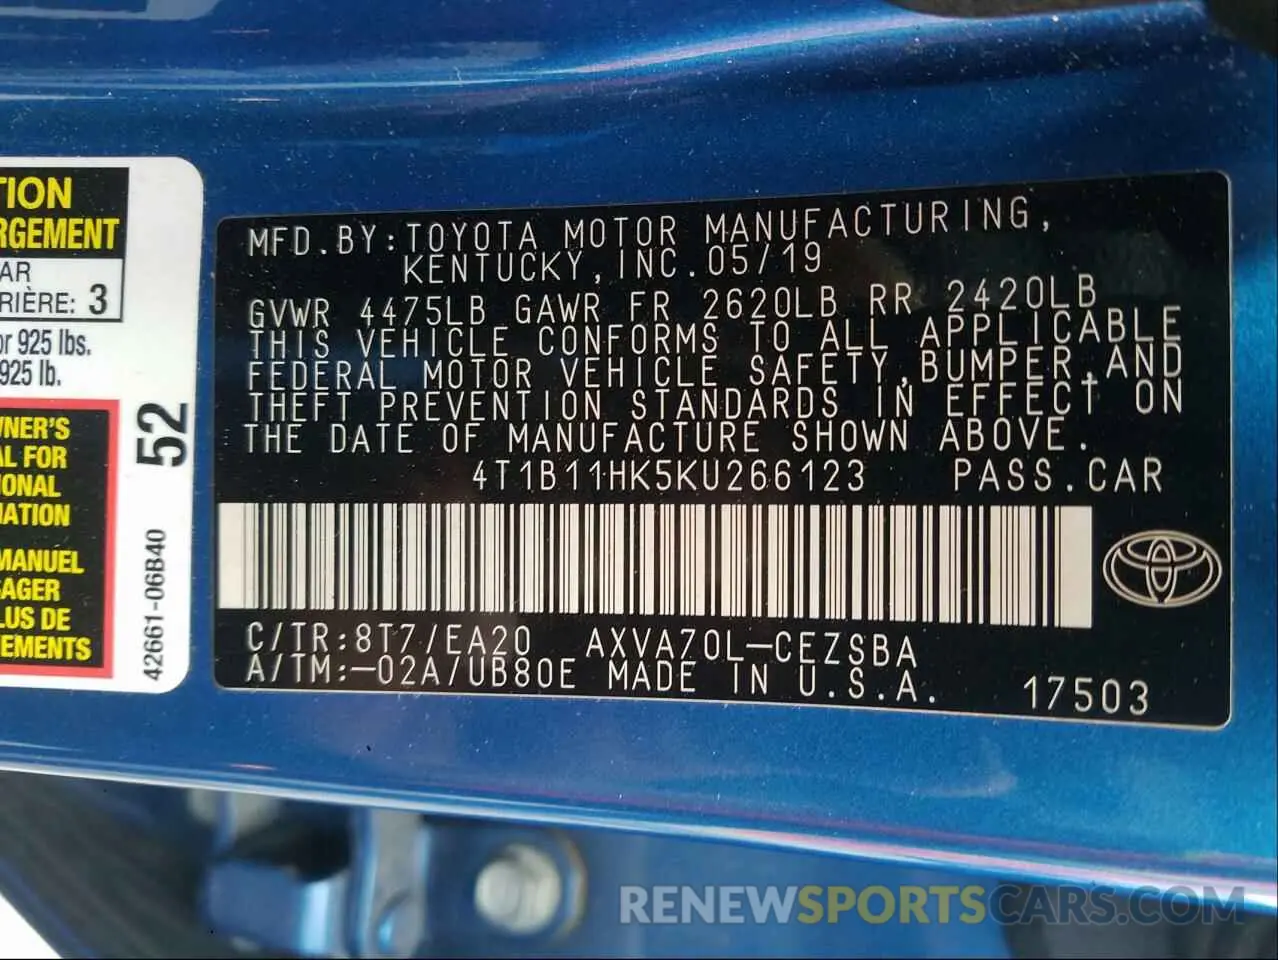 TION
RGEMENT
AR
RIÈRE: 3
or 925 lbs.
925 lb.
WNER'S
AL FOR
IONAL
MATION
MANUEL
SAGER
LUS DE
EMENTS
52
42661-06B40
MFD.BY:TOYOTA MOTOR MANUFACTURING,
KENTUCKY,INC.05/19
GVWR 4475LB GAWR FR 2620LB RR 2420LB
THIS VEHICLE CONFORMS TO ALL APPLICABLE
FEDERAL MOTOR VEHICLE SAFETY,BUMPER,AND
THEFT PREVENTION STANDARDS IN EFFECT ON
THE DATE OF MANUFACTURE SHOWN ABOVE.
4T1B11HK5KU266123 PASS.CAR
C/TR:8T7/EA20 AXVA70L-CEZSBA
A/TM:-02A/UB80E MADE IN U.S.A. 17503
RENEWSPORTSCARS.COM